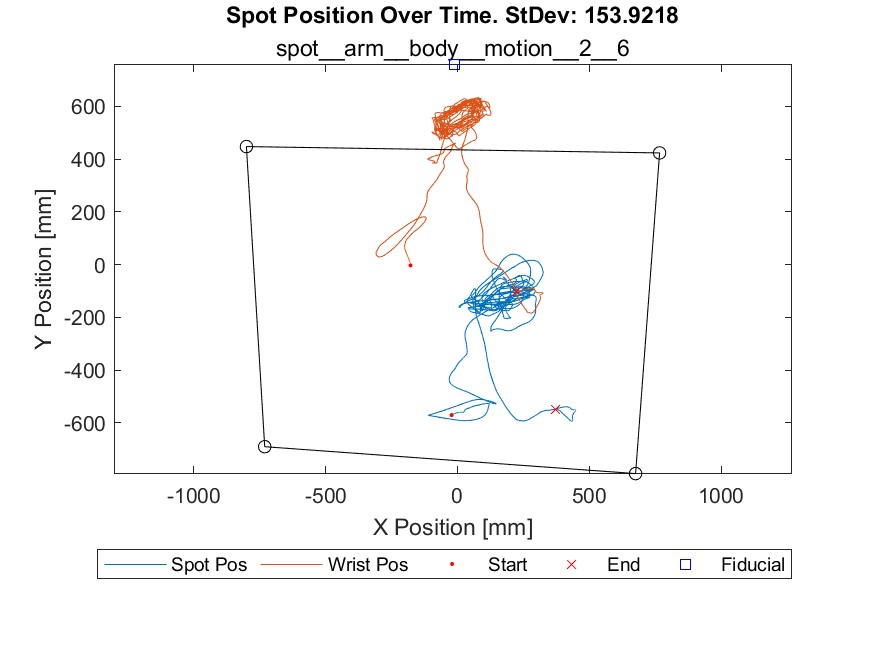 Spot Position Over Time. StDev: 153.9218
spot__arm__body__motion__2__6
600
400
200
0
-200
-400
-600
Y Position [mm]
-1000 -500 0 500 1000
X Position [mm]
Spot Pos Wrist Pos Start End Fiducial